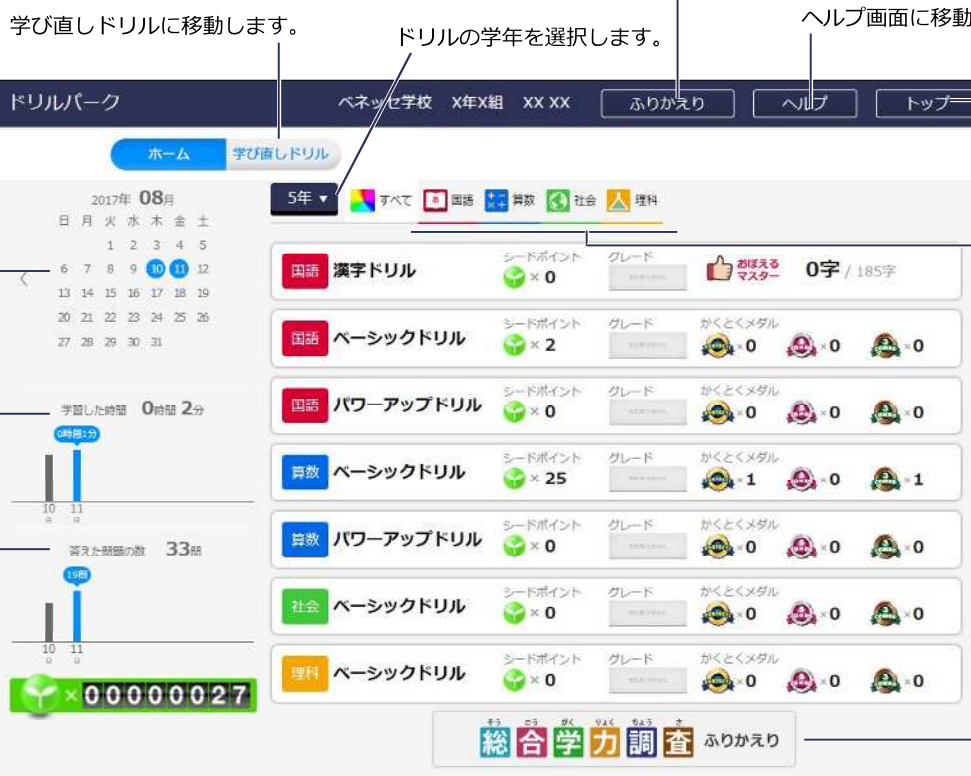 学び直しドリルに移動します。
ドリルの学年を選択します。
ヘルプ画面に移動
ドリルパーク
ベネッセ学校 X年X組 XX XX
ふりかえり
ヘルプ
トップ
ホーム
学び直しドリル
2017年 08月
日 月 火 水 木 金 土
1 2 3 4 5
6 7 8 9 10 11 12
13 14 15 16 17 18 19
20 21 22 23 24 25 26
27 28 29 30 31
学習した時間 0時間 2分
0時間1分
10 11
答えた問題の数 33問
19問
10 11
×00000027
5年 ▼
すべて 国語 算数 社会 理科
国語 漢字ドリル シードポイント × 0 グレード おぼえるマスター 0字 / 185字
国語 ベーシックドリル シードポイント × 2 グレード かくとくメダル ×0 ×0 ×0
国語 パワーアップドリル シードポイント × 0 グレード かくとくメダル ×0 ×0 ×0
算数 ベーシックドリル シードポイント × 25 グレード かくとくメダル ×1 ×0 ×1
算数 パワーアップドリル シードポイント × 0 グレード かくとくメダル ×0 ×0 ×0
社会 ベーシックドリル シードポイント × 0 グレード かくとくメダル ×0 ×0 ×0
理科 ベーシックドリル シードポイント × 0 グレード かくとくメダル ×0 ×0 ×0
そう ごう がく りょく ちょう さ
総合学力調査 ふりかえり